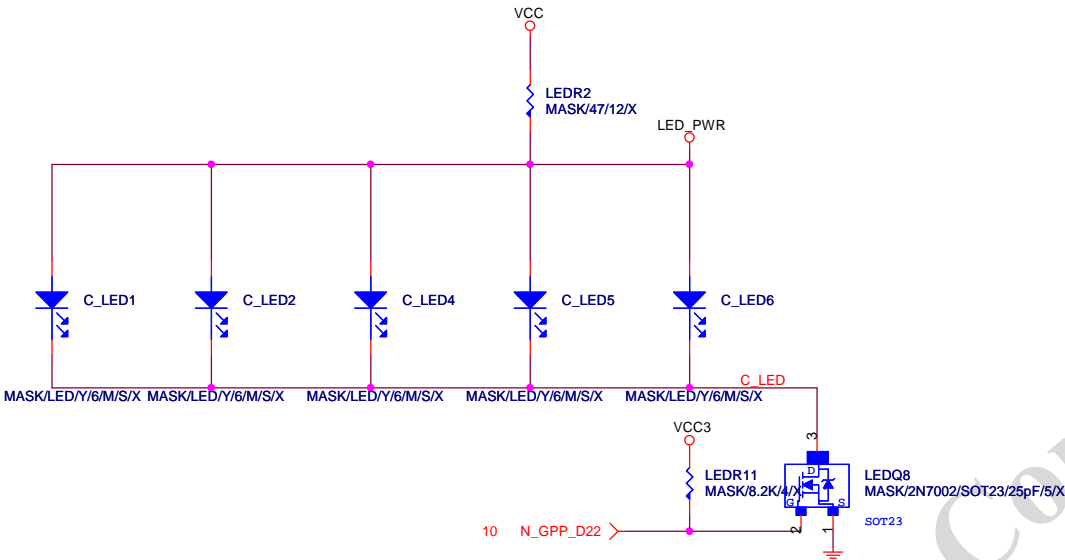 VCC
LEDR2
MASK/47/12/X
LED_PWR
C_LED1
C_LED2
C_LED4
C_LED5
C_LED6
C_LED
MASK/LED/Y/6/M/S/X MASK/LED/Y/6/M/S/X MASK/LED/Y/6/M/S/X MASK/LED/Y/6/M/S/X MASK/LED/Y/6/M/S/X
VCC3
3
LEDR11
MASK/8.2K/4/X
D
G
S
LEDQ8
MASK/2N7002/SOT23/25pF/5/X
SOT23
10 N_GPP_D22
2
1
Co